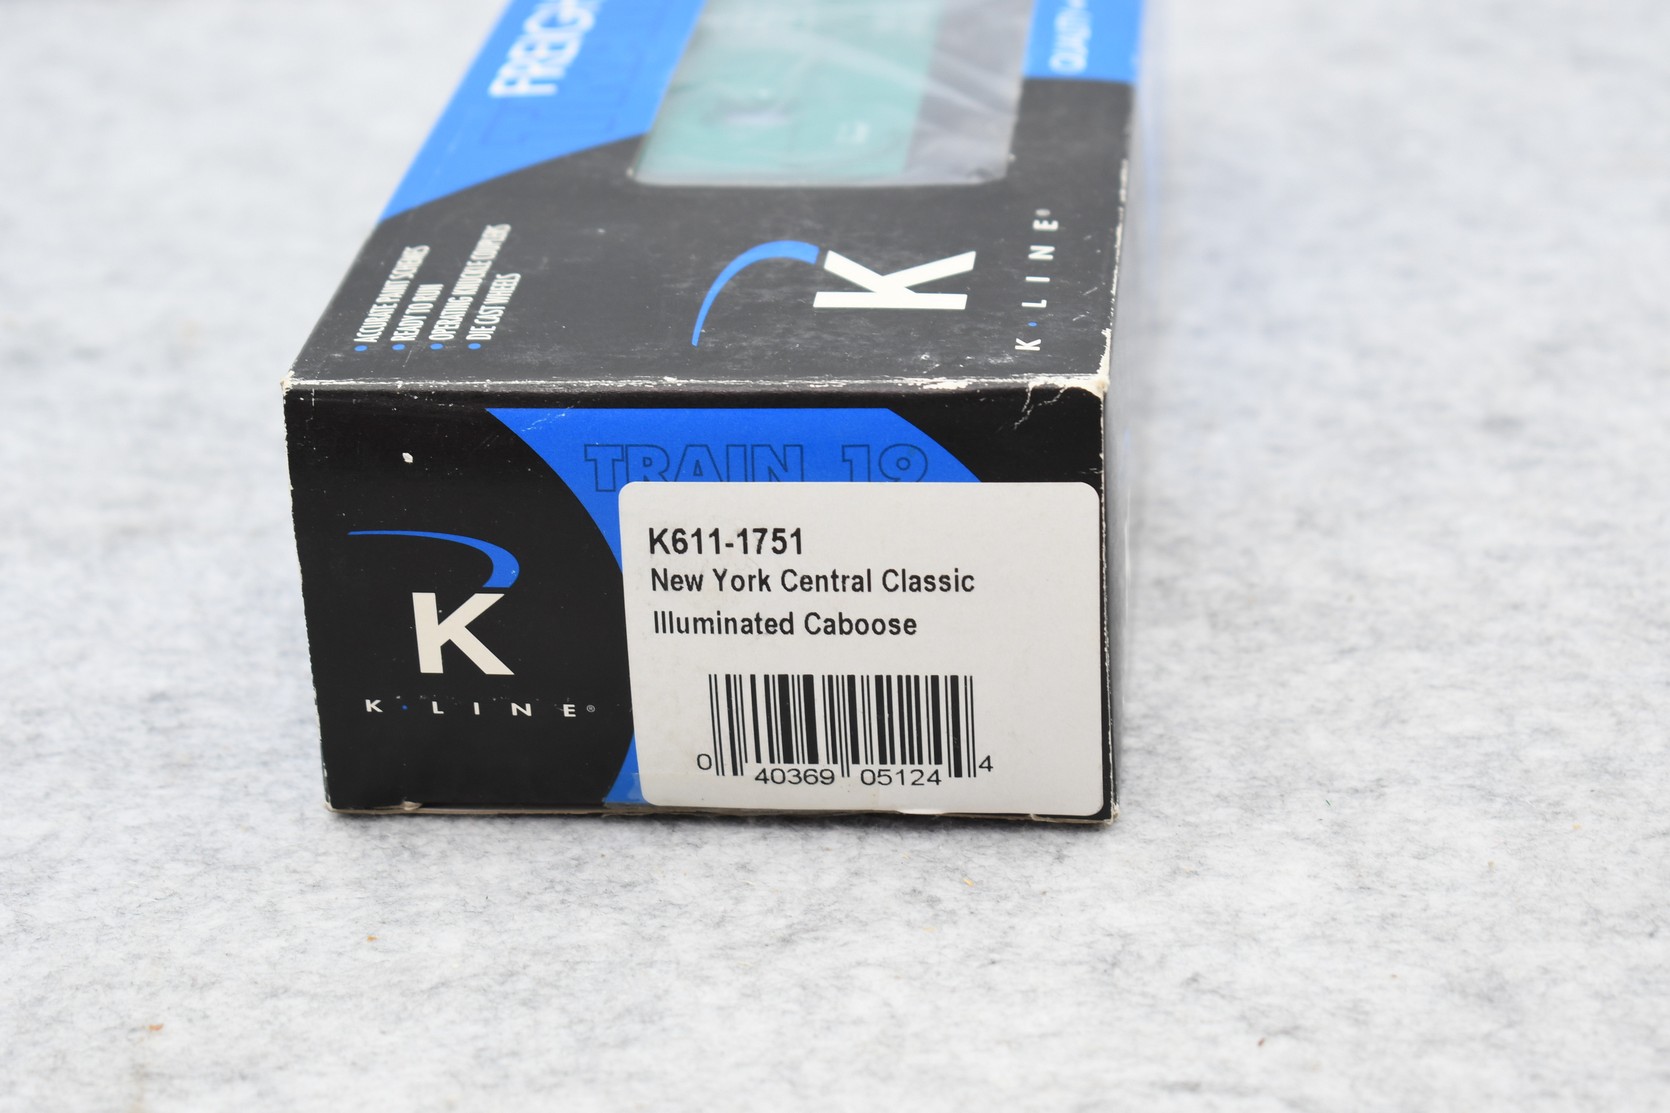 FREIGH
QUALITY
• ACCURATE PAINT SCHEMES
• READY TO RUN
• OPERATING KNUCKLE COUPLERS
• DIE CAST WHEELS
K
K·LINE®
TRAIN 19
K
K·LINE®
K611-1751
New York Central Classic
Illuminated Caboose
0 40369 05124 4